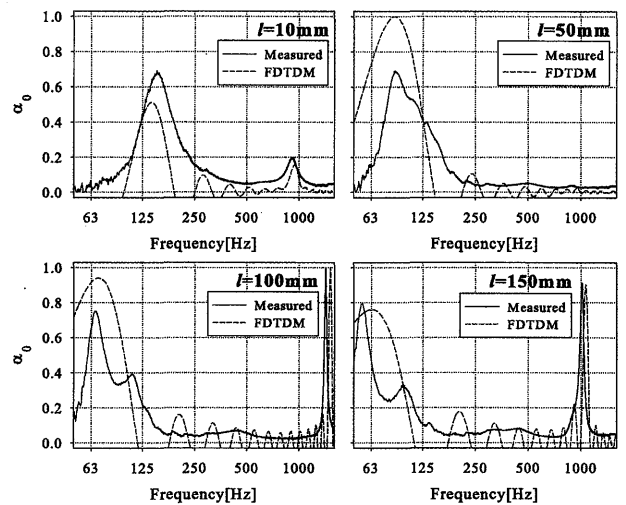 l=10mm
Measured
FDTDM
1.0
0.8
0.6
0.4
0.2
0.0
α0
63 125 250 500 1000
Frequency[Hz]
l=50mm
Measured
FDTDM
63 125 250 500 1000
Frequency[Hz]
l=100mm
Measured
FDTDM
1.0
0.8
0.6
0.4
0.2
0.0
α0
63 125 250 500 1000
Frequency[Hz]
l=150mm
Measured
FDTDM
63 125 250 500 1000
Frequency[Hz]